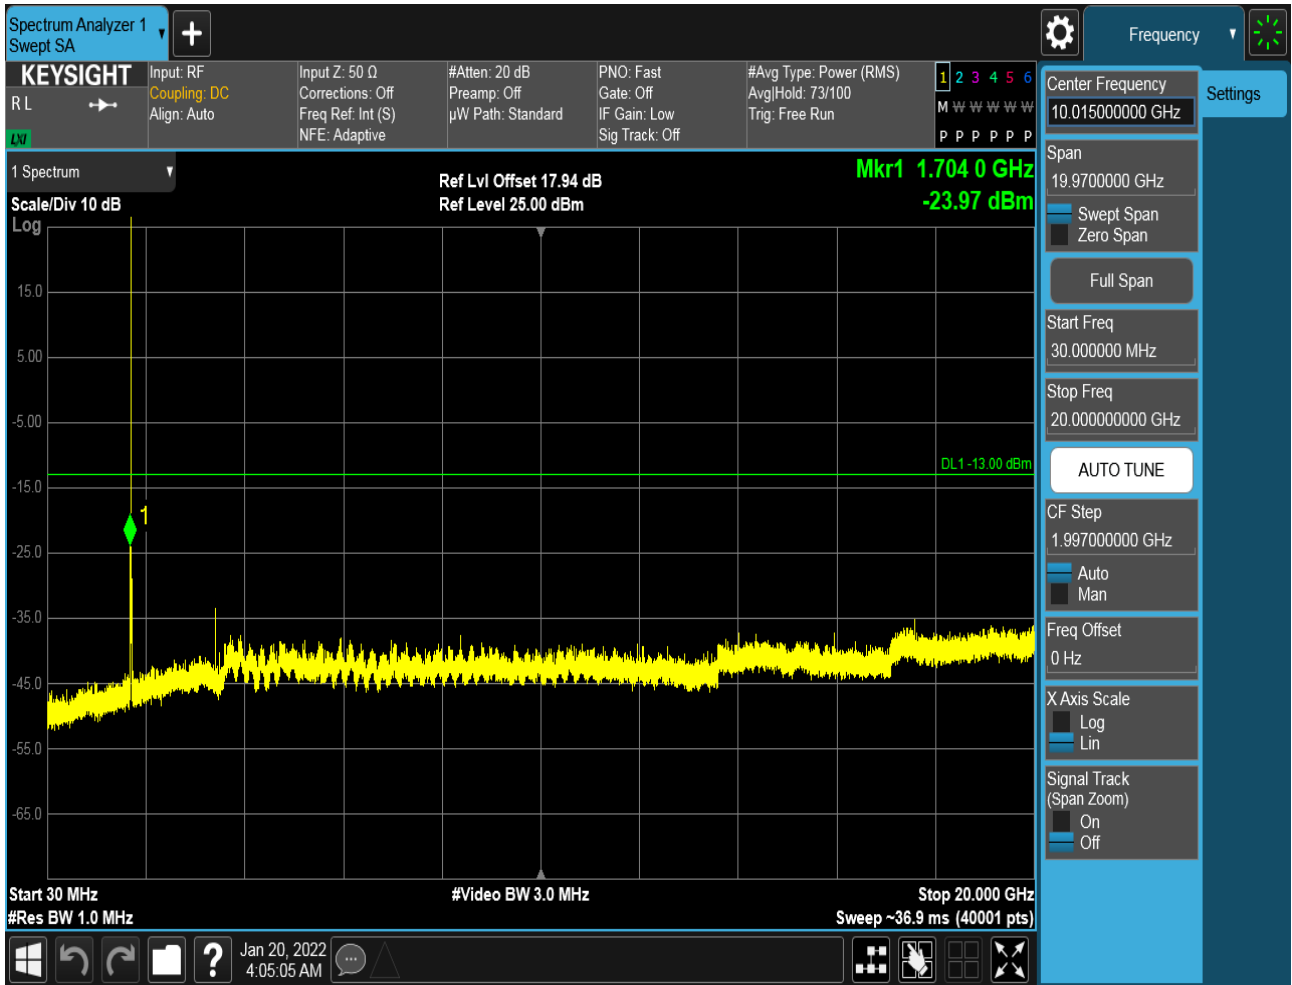 Spectrum Analyzer 1
Swept SA
Frequency
KEYSIGHT
R L
LXI
Input: RF
Coupling: DC
Align: Auto
Input Z: 50 Ω
Corrections: Off
Freq Ref: Int (S)
NFE: Adaptive
#Atten: 20 dB
Preamp: Off
µW Path: Standard
PNO: Fast
Gate: Off
IF Gain: Low
Sig Track: Off
#Avg Type: Power (RMS)
Avg|Hold: 73/100
Trig: Free Run
1 2 3 4 5 6
M W W W W W
P P P P P P
1 Spectrum
Scale/Div 10 dB
Log
Ref Lvl Offset 17.94 dB
Ref Level 25.00 dBm
Mkr1 1.704 0 GHz
-23.97 dBm
15.0
5.00
-5.00
-15.0
-25.0
-35.0
-45.0
-55.0
-65.0
DL1 -13.00 dBm
1
Start 30 MHz
#Res BW 1.0 MHz
#Video BW 3.0 MHz
Stop 20.000 GHz
Sweep ~36.9 ms (40001 pts)
Jan 20, 2022
4:05:05 AM
Center Frequency
10.015000000 GHz
Span
19.9700000 GHz
Swept Span
Zero Span
Full Span
Start Freq
30.000000 MHz
Stop Freq
20.000000000 GHz
AUTO TUNE
CF Step
1.997000000 GHz
Auto
Man
Freq Offset
0 Hz
X Axis Scale
Log
Lin
Signal Track
(Span Zoom)
On
Off
Settings